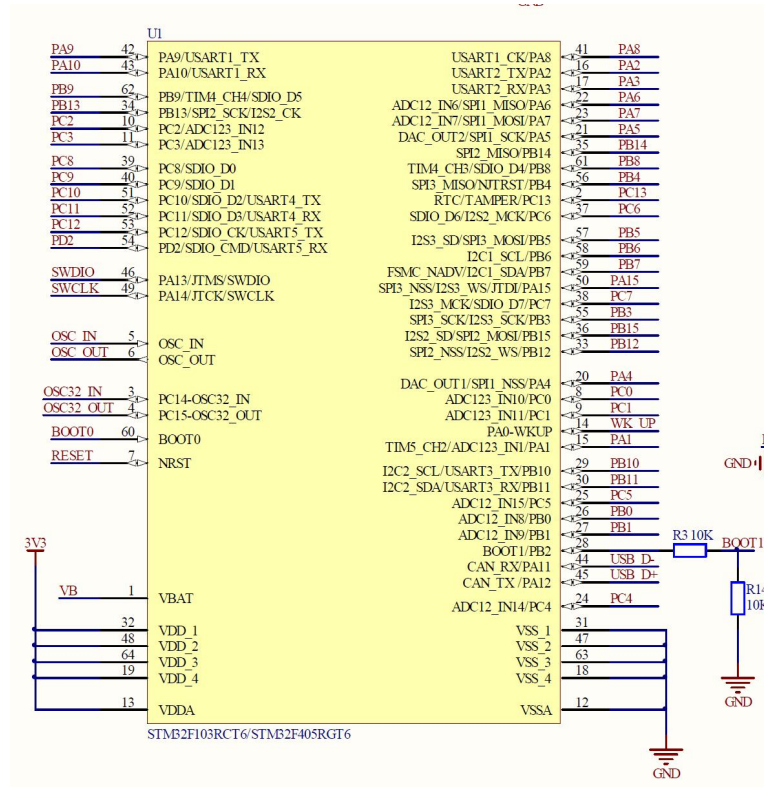 GND
U1
PA9 42 PA9/USART1_TX USART1_CK/PA8 41 PA8
PA10 43 PA10/USART1_RX USART2_TX/PA2 16 PA2
USART2_RX/PA3 17 PA3
PB9 62 PB9/TIM4_CH4/SDIO_D5 ADC12_IN6/SPI1_MISO/PA6 22 PA6
PB13 34 PB13/SPI2_SCK/I2S2_CK ADC12_IN7/SPI1_MOSI/PA7 23 PA7
PC2 10 PC2/ADC123_IN12 DAC_OUT2/SPI1_SCK/PA5 21 PA5
PC3 11 PC3/ADC123_IN13 SPI2_MISO/PB14 35 PB14
PC8 39 PC8/SDIO_D0 TIM4_CH3/SDIO_D4/PB8 61 PB8
PC9 40 PC9/SDIO_D1 SPI3_MISO/NJTRST/PB4 56 PB4
PC10 51 PC10/SDIO_D2/USART4_TX RTC/TAMPER/PC13 2 PC13
PC11 52 PC11/SDIO_D3/USART4_RX SDIO_D6/I2S2_MCK/PC6 37 PC6
PC12 53 PC12/SDIO_CK/USART5_TX I2S3_SD/SPI3_MOSI/PB5 57 PB5
PD2 54 PD2/SDIO_CMD/USART5_RX I2C1_SCL/PB6 58 PB6
FSMC_NADV/I2C1_SDA/PB7 59 PB7
SWDIO 46 PA13/JTMS/SWDIO SPI3_NSS/I2S3_WS/JTDI/PA15 50 PA15
SWCLK 49 PA14/JTCK/SWCLK I2S3_MCK/SDIO_D7/PC7 38 PC7
SPI3_SCK/I2S3_SCK/PB3 55 PB3
OSC_IN 5 OSC_IN I2S2_SD/SPI2_MOSI/PB15 36 PB15
OSC_OUT 6 OSC_OUT SPI2_NSS/I2S2_WS/PB12 33 PB12
DAC_OUT1/SPI1_NSS/PA4 20 PA4
OSC32_IN 3 PC14-OSC32_IN ADC123_IN10/PC0 8 PC0
OSC32_OUT 4 PC15-OSC32_OUT ADC123_IN11/PC1 9 PC1
BOOT0 60 BOOT0 PA0-WKUP 14 WK_UP
TIM5_CH2/ADC123_IN1/PA1 15 PA1
RESET 7 NRST I2C2_SCL/USART3_TX/PB10 29 PB10
GND
I2C2_SDA/USART3_RX/PB11 30 PB11
ADC12_IN15/PC5 25 PC5
ADC12_IN8/PB0 26 PB0
ADC12_IN9/PB1 27 PB1
3V3 BOOT1/PB2 28 R3 10K BOOT1
CAN_RX/PA11 44 USB_D-
CAN_TX /PA12 45 USB_D+
VB 1 VBAT ADC12_IN14/PC4 24 PC4
32 VDD_1 VSS_1 31
48 VDD_2 VSS_2 47
64 VDD_3 VSS_3 63
19 VDD_4 VSS_4 18
GND
13 VDDA VSSA 12
STM32F103RCT6/STM32F405RGT6
GND